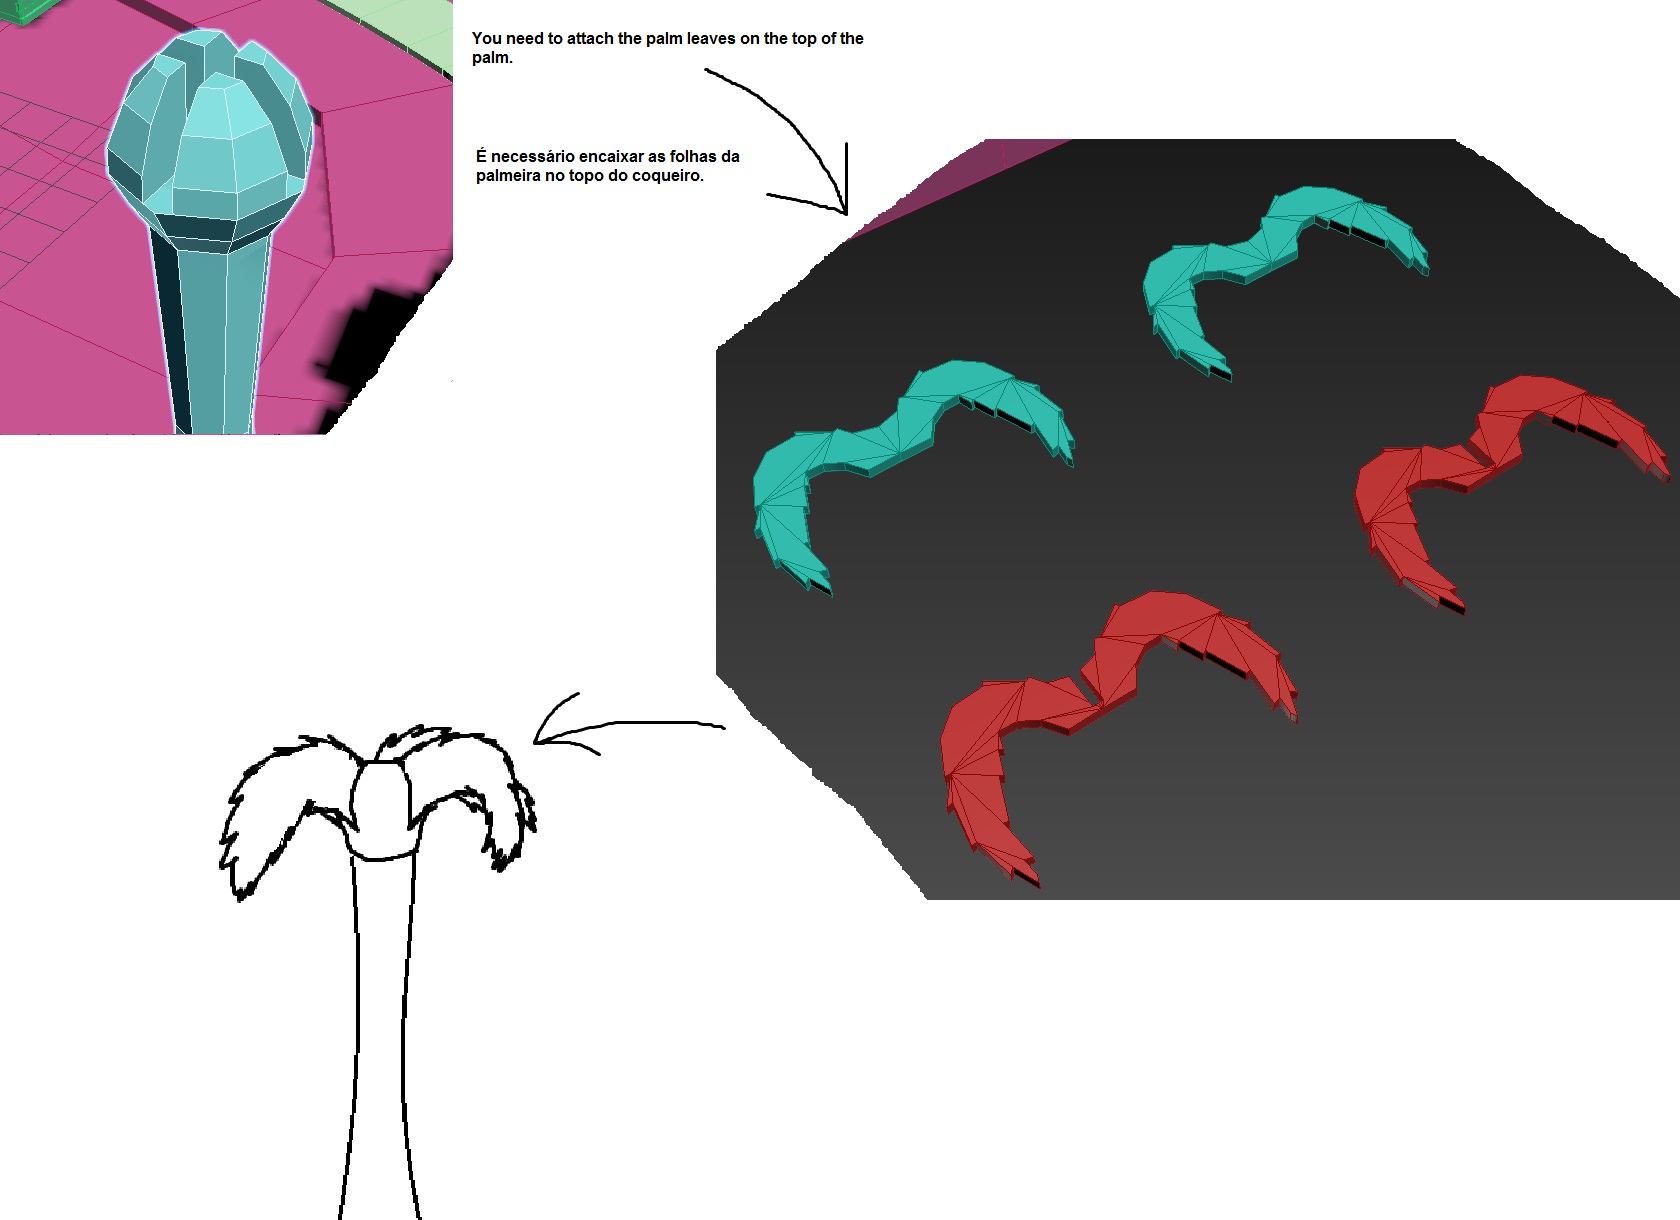 You need to attach the palm leaves on the top of the
palm.
É necessário encaixar as folhas da
palmeira no topo do coqueiro.